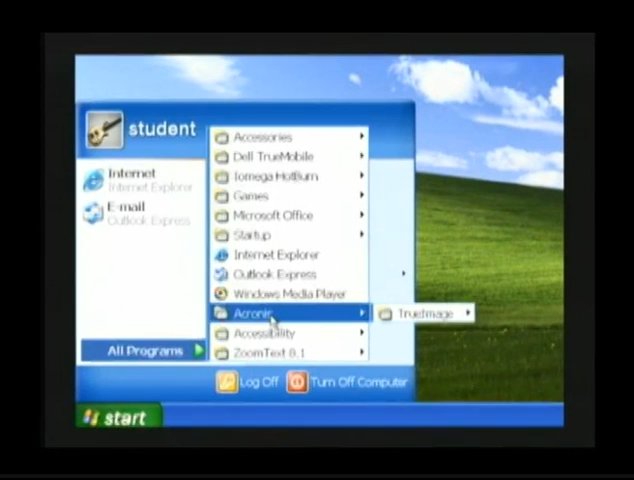 student
Internet
Internet Explorer
E-mail
Outlook Express
Accessories
Dell TrueMobile
Iomega HotBurn
Games
Microsoft Office
Startup
Internet Explorer
Outlook Express
Windows Media Player
Acronis
TrueImage
Accessibility
ZoomText 8.1
All Programs
Log Off
Turn Off Computer
start